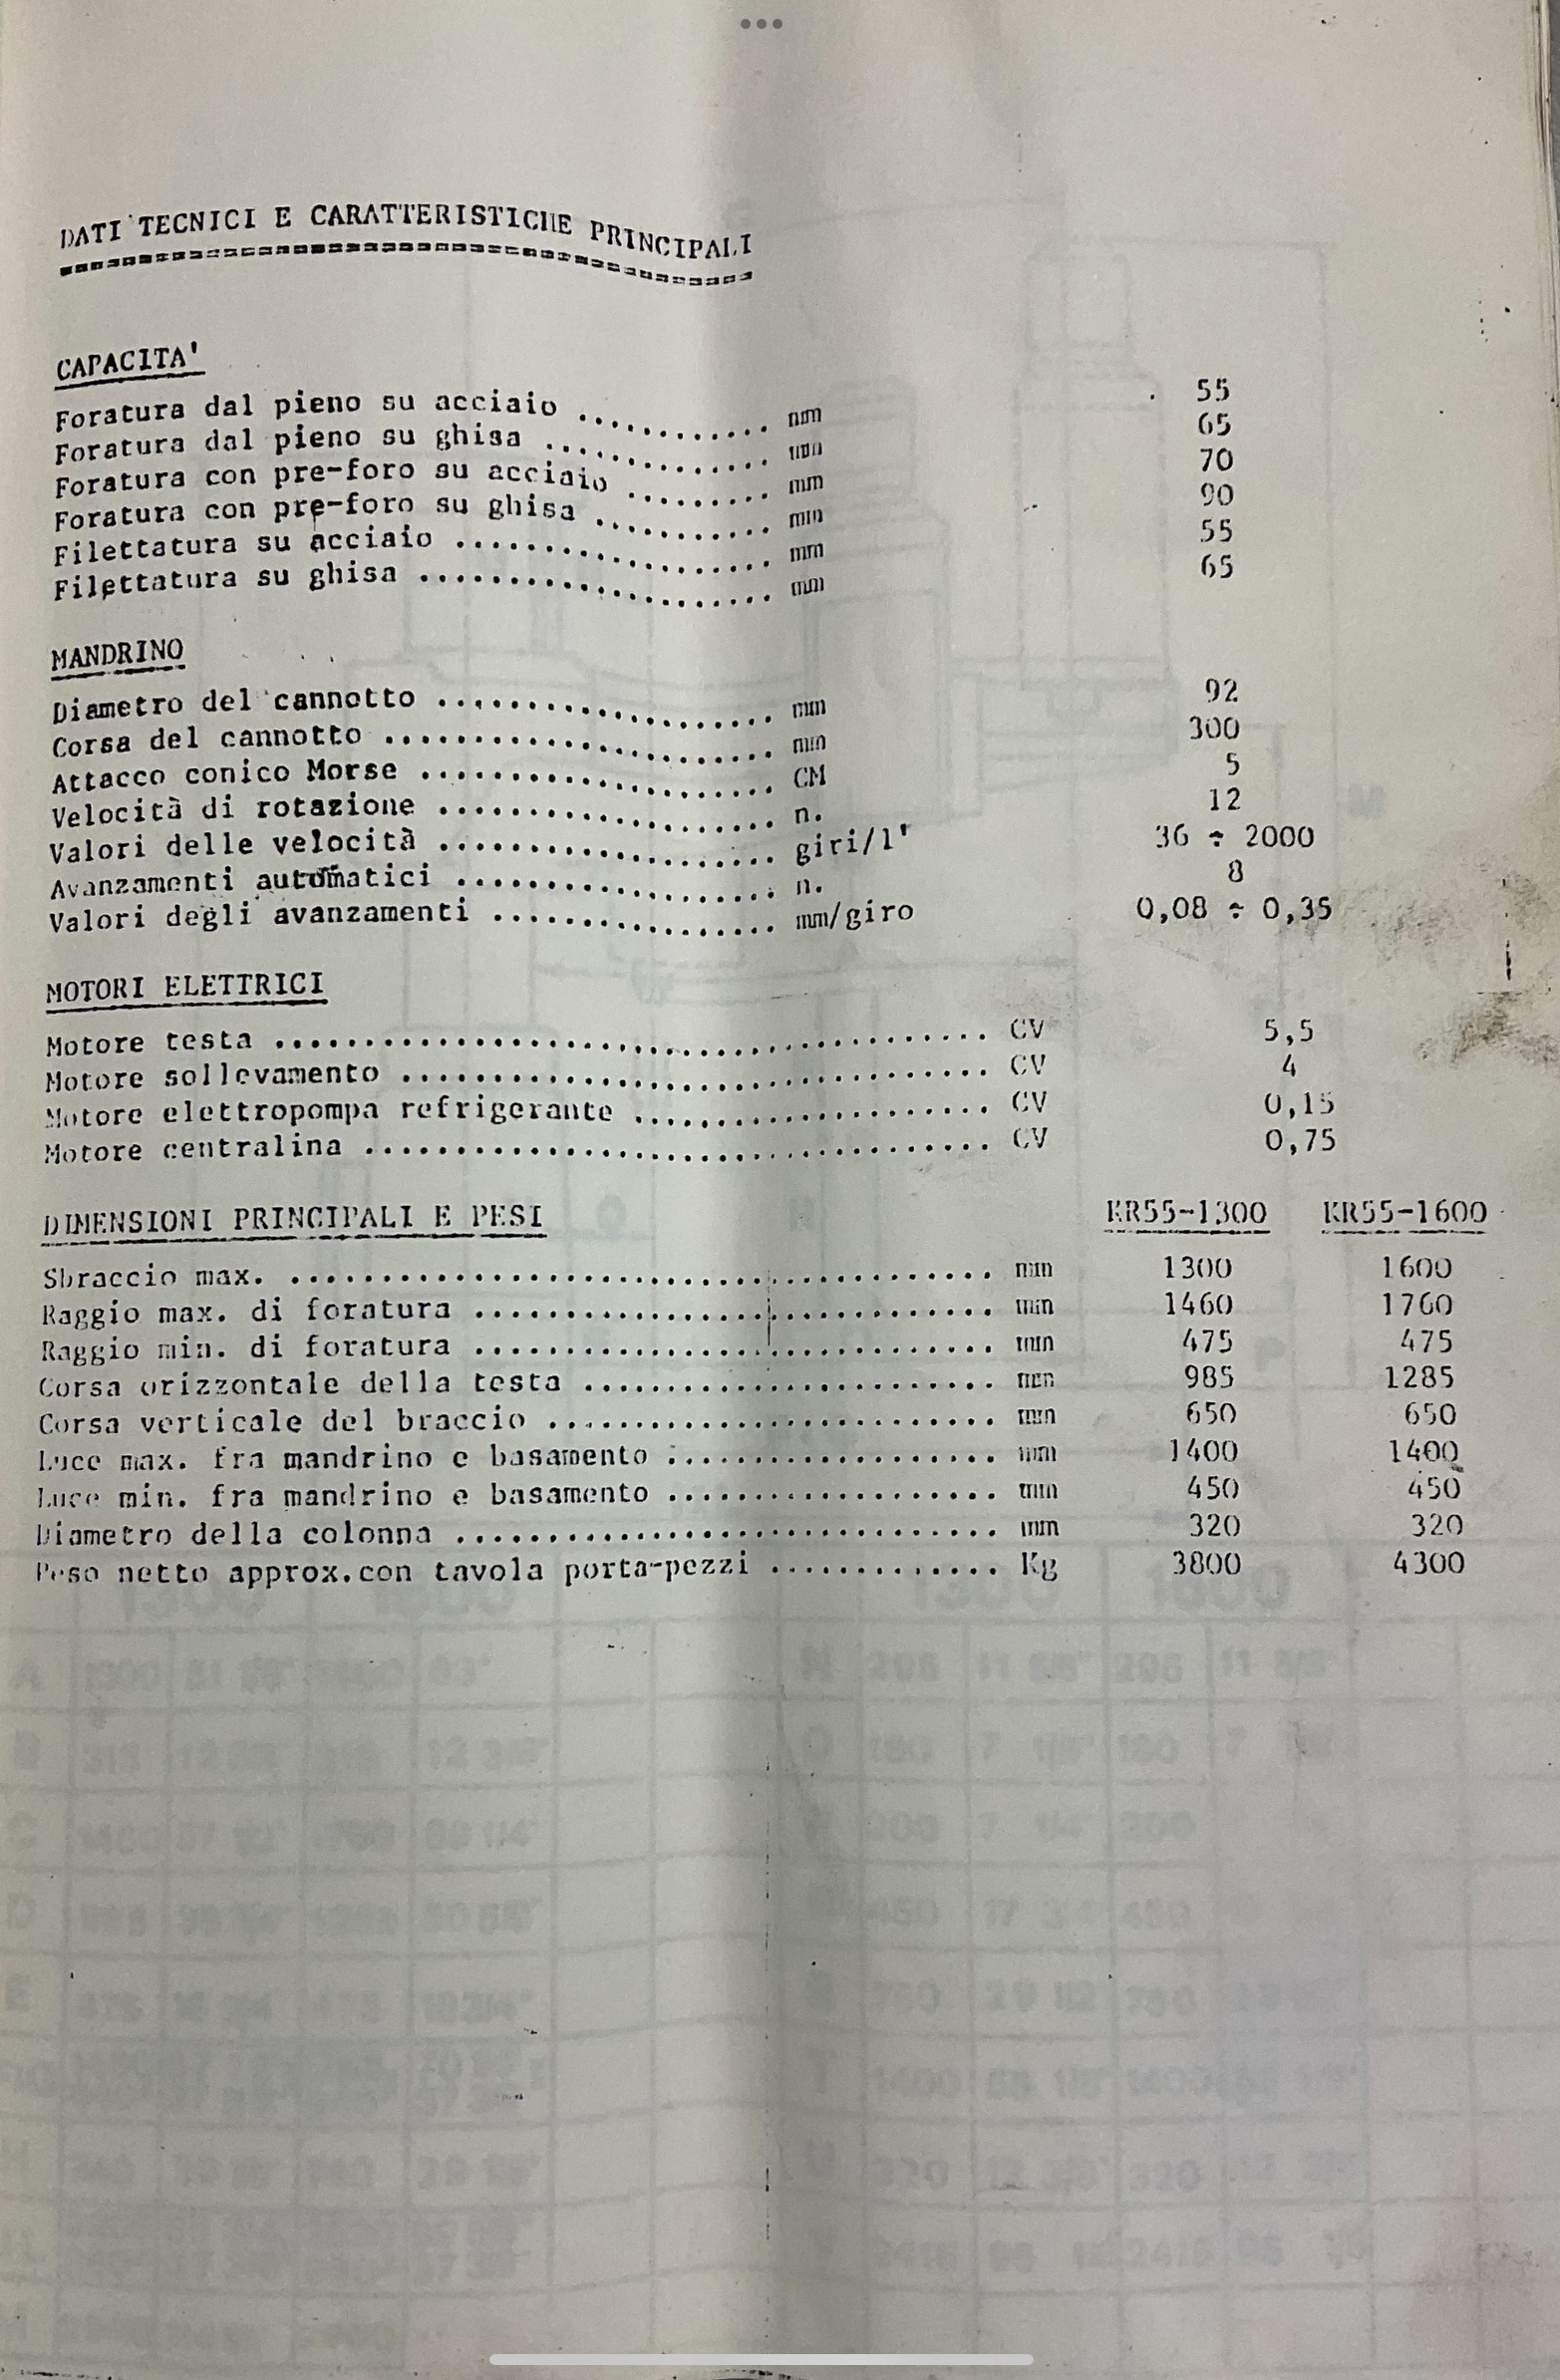 DATI TECNICI E CARATTERISTICHE PRINCIPALI
CAPACITA'
Foratura dal pieno su acciaio ............ mm 55
Foratura dal pieno su ghisa .............. mm 65
Foratura con pre-foro su acciaio ......... mm 70
Foratura con pre-foro su ghisa ........... mm 90
Filettatura su acciaio ................... mm 55
Filettatura su ghisa ..................... mm 65
MANDRINO
Diametro del cannotto .................... mm 92
Corsa del cannotto ....................... mm 300
Attacco conico Morse ..................... CM 5
Velocità di rotazione .................... n. 12
Valori delle velocità .................... giri/1' 36 ÷ 2000
Avanzamenti automatici ................... n. 8
Valori degli avanzamenti ................. mm/giro 0,08 ÷ 0,35
MOTORI ELETTRICI
Motore testa ........................................ CV 5,5
Motore sollevamento ................................. CV 4
Motore elettropompa refrigerante .................... CV 0,15
Motore centralina ................................... CV 0,75
DIMENSIONI PRINCIPALI E PESI KR55-1300 KR55-1600
Sbraccio max. ....................................... mm 1300 1600
Raggio max. di foratura ............................. mm 1460 1760
Raggio min. di foratura ............................. mm 475 475
Corsa orizzontale della testa ....................... mm 985 1285
Corsa verticale del braccio ......................... mm 650 650
Luce max. fra mandrino e basamento .................. mm 1400 1400
Luce min. fra mandrino e basamento .................. mm 450 450
Diametro della colonna .............................. mm 320 320
Peso netto approx.con tavola porta-pezzi ............. Kg 3800 4300